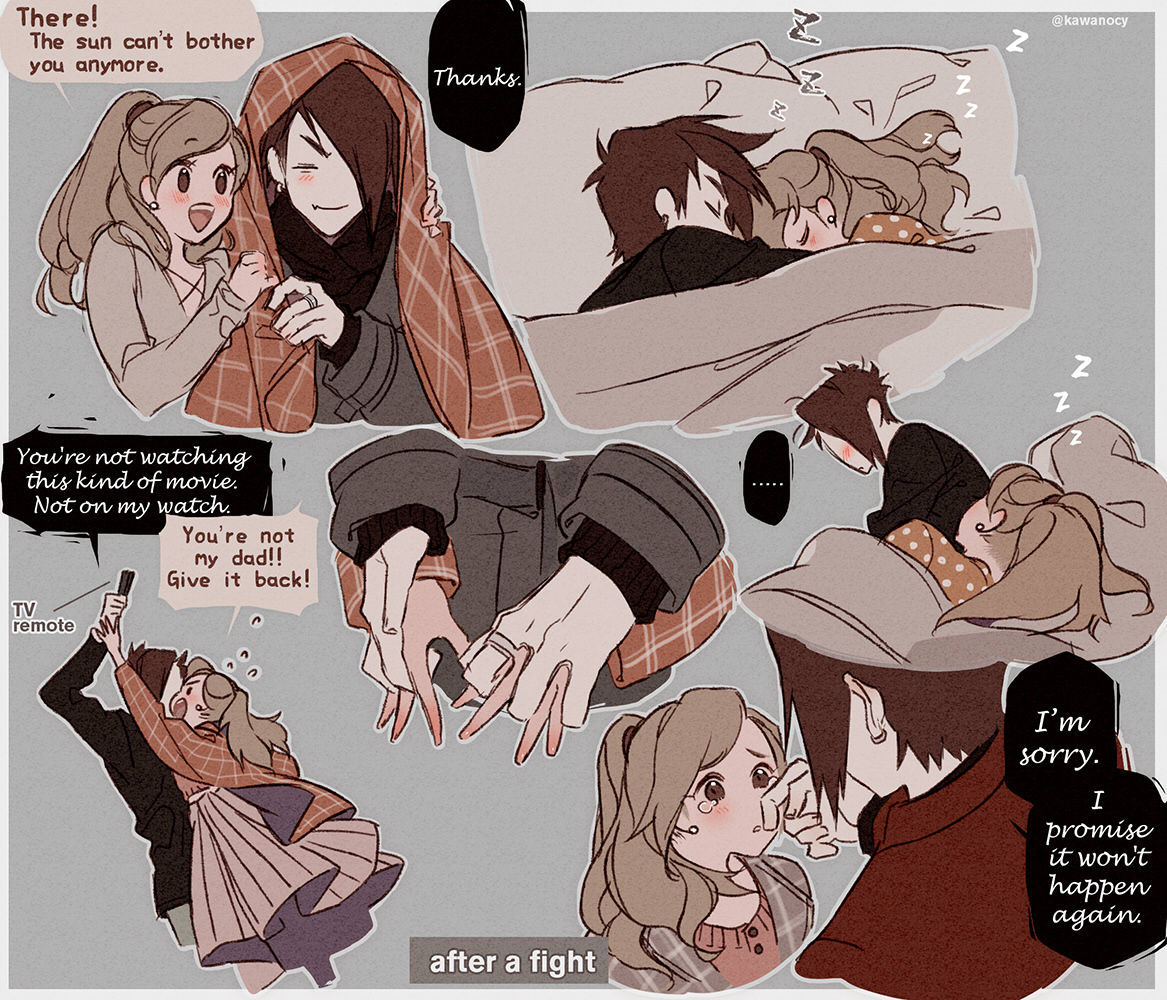 There!
The sun can't bother
you anymore.
Thanks.
@kawanocy
z
z
z
z
z
z
z
You're not watching
this kind of movie.
Not on my watch.
You're not
my dad!!
Give it back!
TV
remote
z
z
z
.....
I'm
sorry.
I
promise
it won't
happen
again.
after a fight